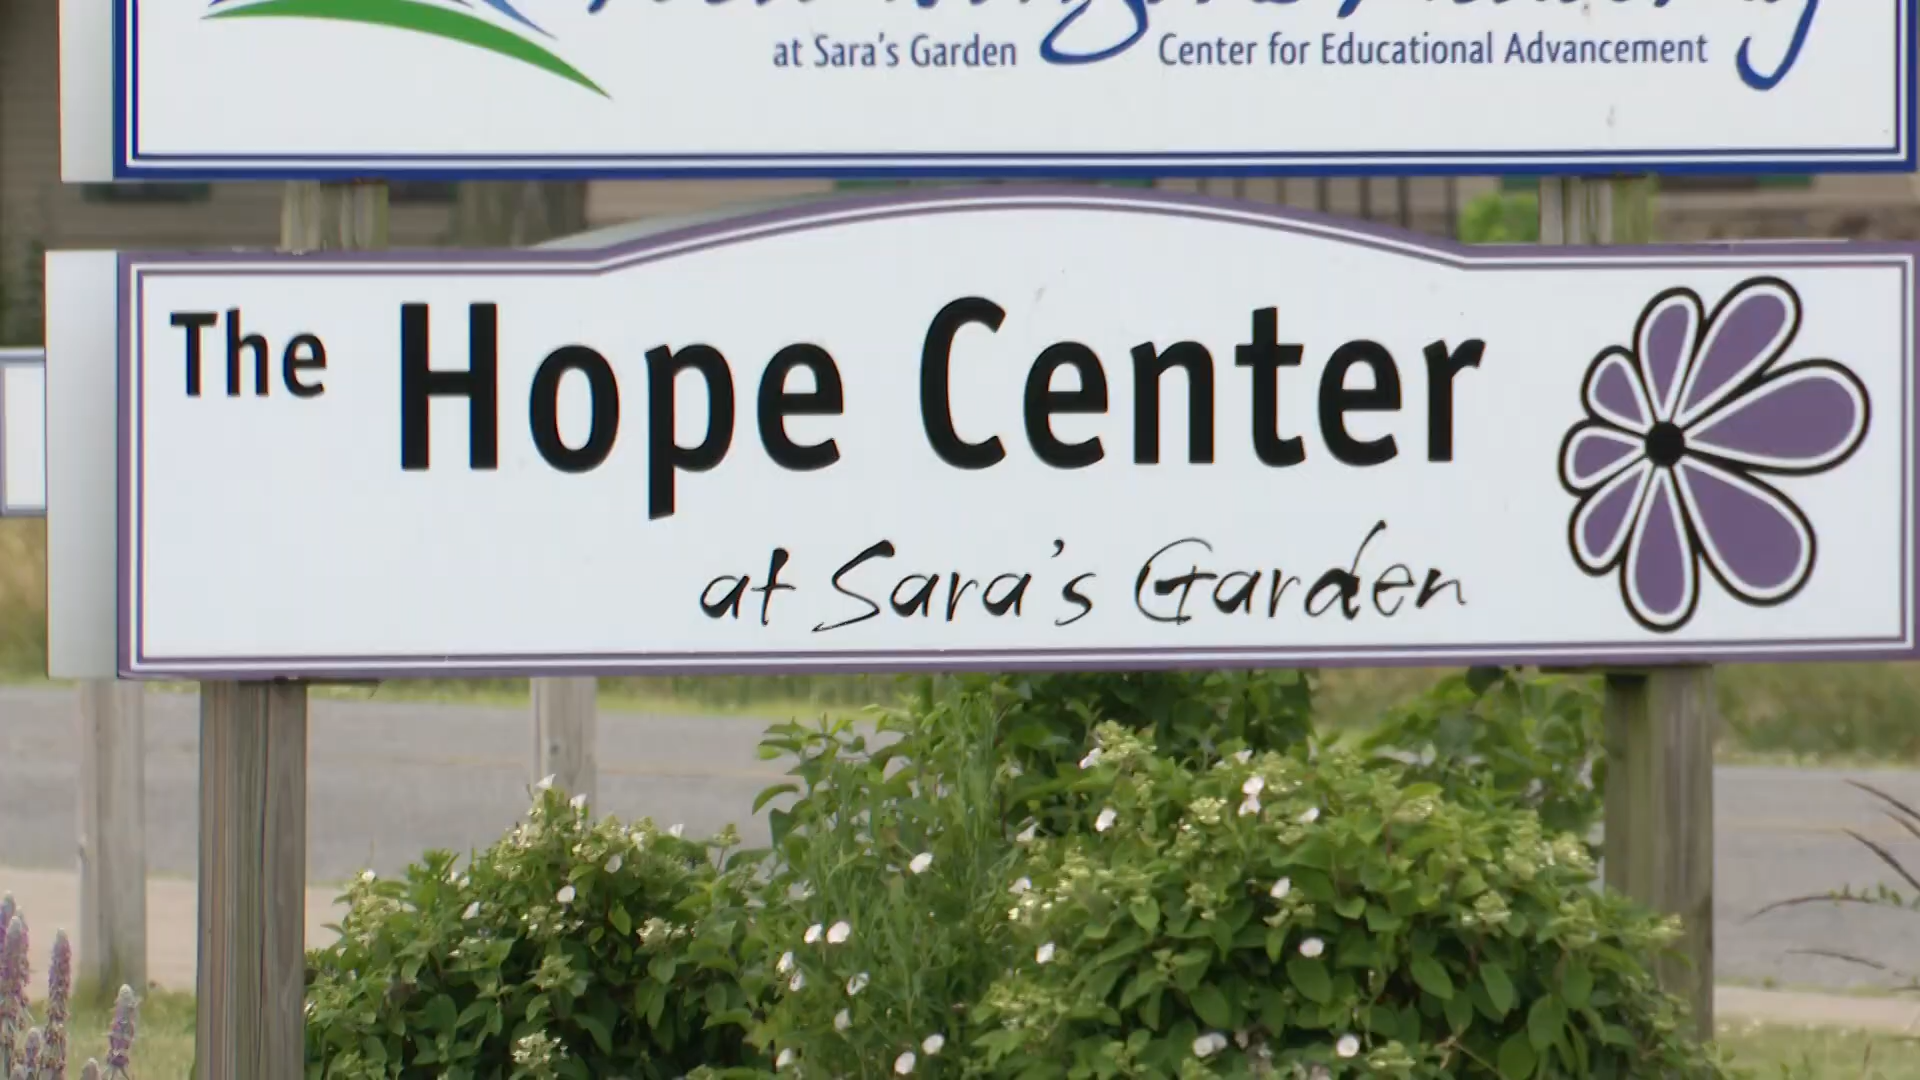 at Sara's Garden Center for Educational Advancement
The Hope Center
at Sara's Garden